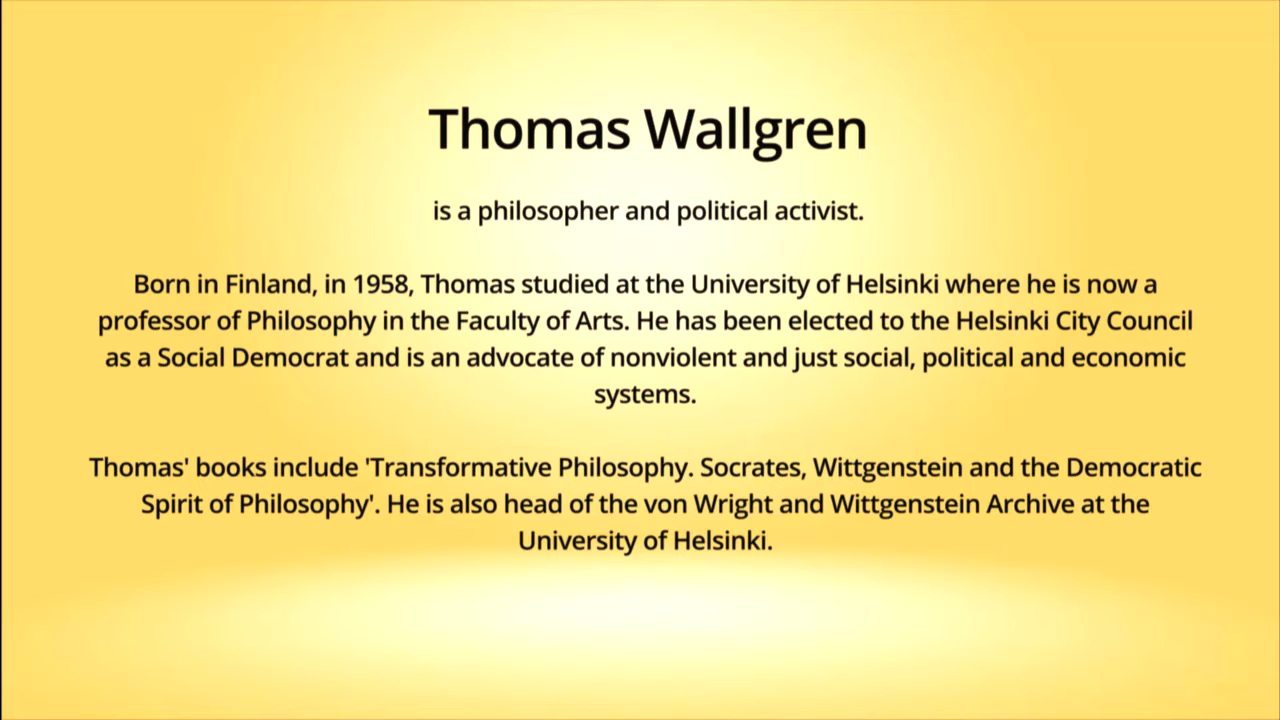 Thomas Wallgren
is a philosopher and political activist.
Born in Finland, in 1958, Thomas studied at the University of Helsinki where he is now a
professor of Philosophy in the Faculty of Arts. He has been elected to the Helsinki City Council
as a Social Democrat and is an advocate of nonviolent and just social, political and economic
systems.
Thomas' books include 'Transformative Philosophy. Socrates, Wittgenstein and the Democratic
Spirit of Philosophy'. He is also head of the von Wright and Wittgenstein Archive at the
University of Helsinki.